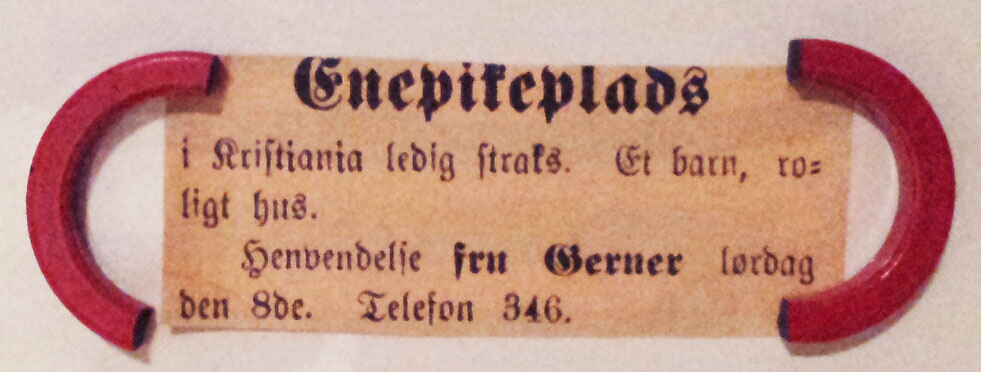 Enepikeplads
i Kristiania ledig straks. Et barn, ro=
ligt hus.
Henvendelse fru Gerner lørdag
den 8de. Telefon 346.